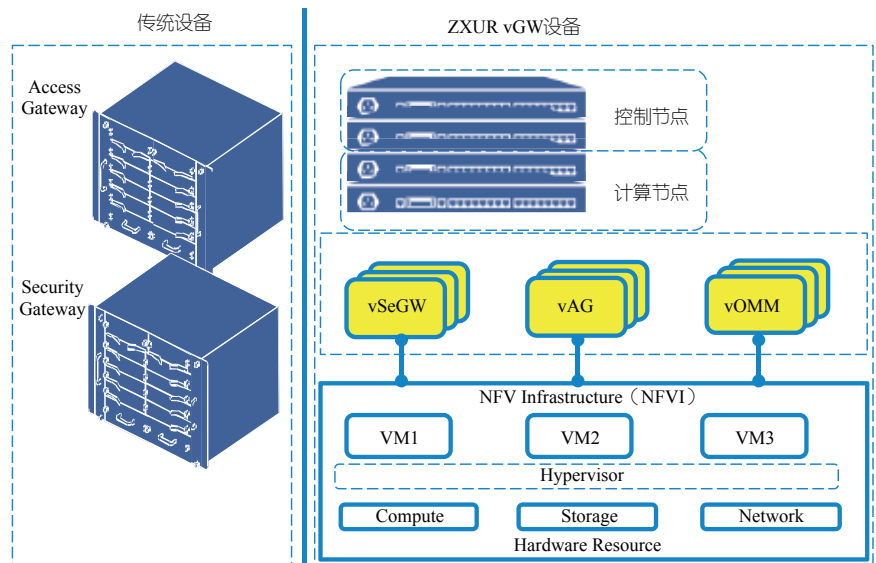 传统设备
ZXUR vGW设备
Access
Gateway
控制节点
计算节点
Security
Gateway
vSeGW
vAG
vOMM
NFV Infrastructure（NFVI）
VM1
VM2
VM3
Hypervisor
Compute
Storage
Network
Hardware Resource